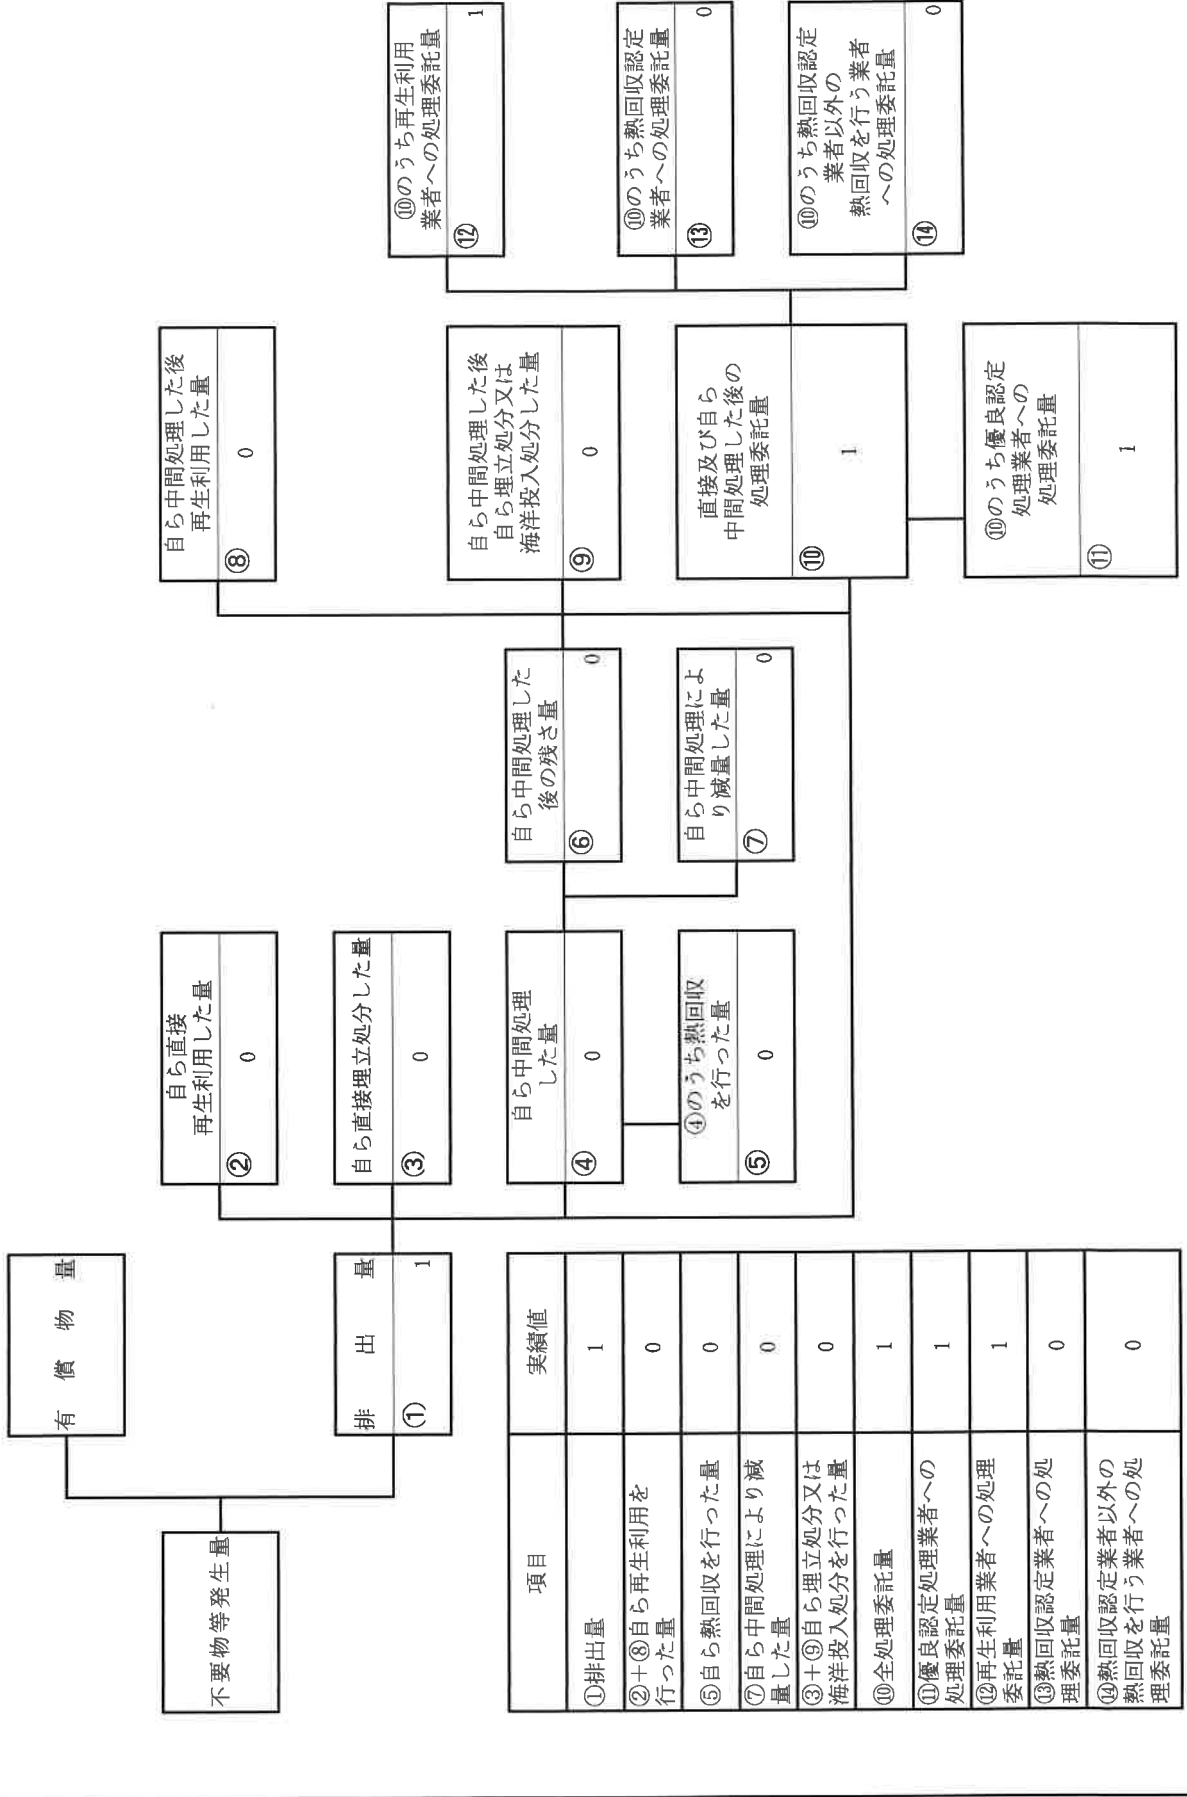 有償物量
不要物等発生量
排出量
① 1
自ら直接
再生利用した量
② 0
自ら直接埋立処分した量
③ 0
自ら中間処理
した量
④ 0
④のうち熱回収
を行った量
⑤ 0
自ら中間処理した
後の残さ量
⑥ 0
自ら中間処理によ
り減量した量
⑦ 0
自ら中間処理した後
再生利用した量
⑧ 0
自ら中間処理した後
自ら埋立処分又は
海洋投入処分した量
⑨ 0
直接及び自ら
中間処理した後の
処理委託量
⑩ 1
⑩のうち優良認定
処理業者への
処理委託量
⑪ 1
⑩のうち再生利用
業者への処理委託量
⑫ 1
⑩のうち熱回収認定
業者への処理委託量
⑬ 0
⑩のうち熱回収認定
業者以外の
熱回収を行う業者
への処理委託量
⑭ 0
項目 実績値
①排出量 1
②+⑧自ら再生利用を
行った量 0
⑤自ら熱回収を行った量 0
⑦自ら中間処理により減
量した量 0
③+⑨自ら埋立処分又は
海洋投入処分を行った量 0
⑩全処理委託量 1
⑪優良認定処理業者への
処理委託量 1
⑫再生利用業者への処理
委託量 1
⑬熱回収認定業者への処
理委託量 0
⑭熱回収認定業者以外の
熱回収を行う業者への処
理委託量 0